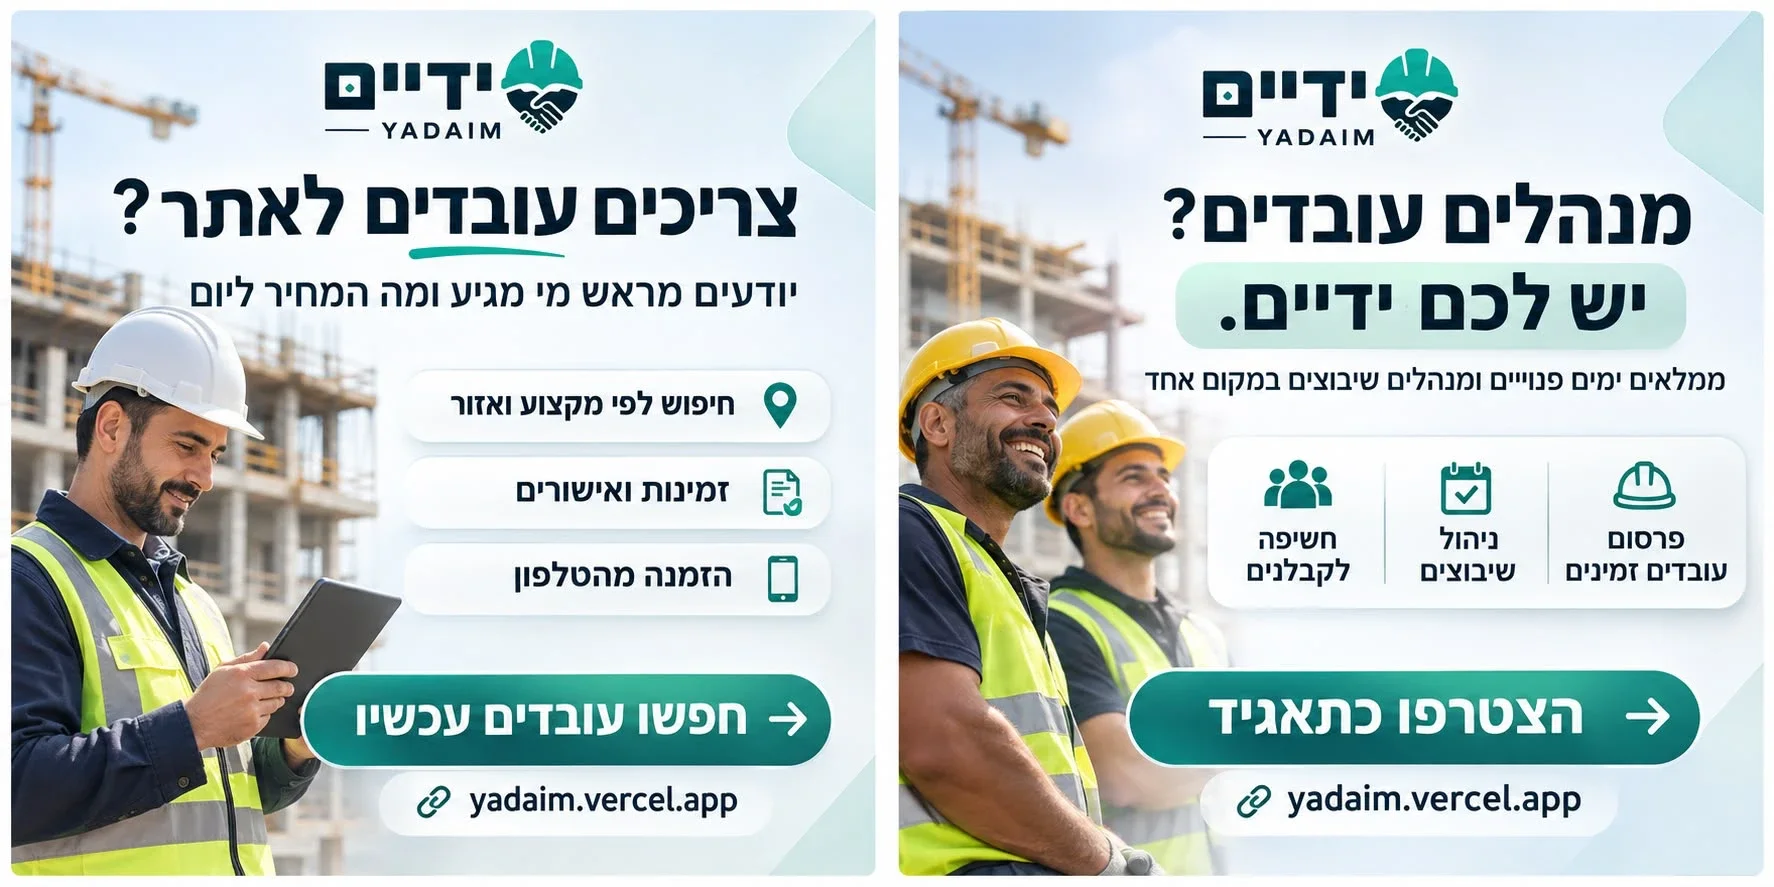 ידיים
YADAIM
צריכים עובדים לאתר?
יודעים מראש מי מגיע ומה המחיר ליום
חיפוש לפי מקצוע ואזור
זמינות ואישורים
הזמנה מהטלפון
חפשו עובדים עכשיו
yadaim.vercel.app
ידיים
YADAIM
מנהלים עובדים?
יש לכם ידיים.
ממלאים ימים פנוייים ומנהלים שיבוצים במקום אחד
פרסום
עובדים זמינים
ניהול
שיבוצים
חשיפה
לקבלנים
הצטרפו כתאגיד
yadaim.vercel.app